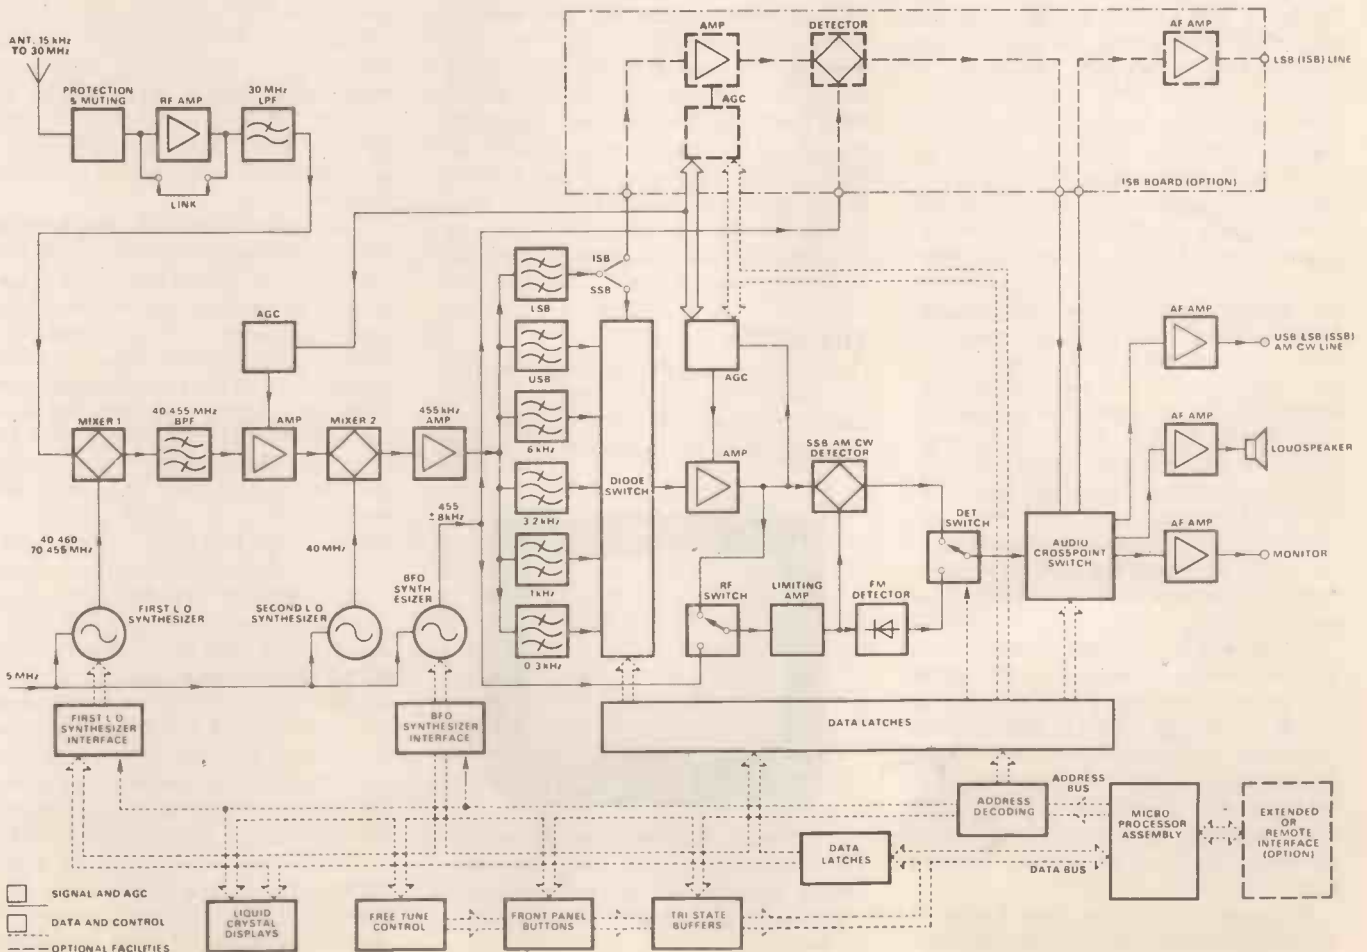 ANT. 15 kHz
TO 30 MHz
PROTECTION
& MUTING
RF AMP
30 MHz
LPF
LINK
AMP
DETECTOR
AF AMP
LSB (ISB) LINE
AGC
ISB BOARD (OPTION)
ISB
SSB
LSB
USB
6 kHz
3 2 kHz
1 kHz
0 3 kHz
AGC
MIXER 1
40 455 MHz
BPF
AMP
MIXER 2
455 kHz
AMP
DIODE
SWITCH
AGC
AMP
SSB AM CW
DETECTOR
DET
SWITCH
AF AMP
USB LSB (SSB)
AM CW LINE
AF AMP
LOUDSPEAKER
AF AMP
MONITOR
AUDIO
CROSSPOINT
SWITCH
455
± 8 kHz
40 460
70 455 MHz
40 MHz
FIRST L O
SYNTHESIZER
SECOND L O
SYNTHESIZER
BFO
SYNTH
ESIZER
RF
SWITCH
LIMITING
AMP
FM
DETECTOR
5 MHz
FIRST L O
SYNTHESIZER
INTERFACE
BFO
SYNTHESIZER
INTERFACE
DATA LATCHES
ADDRESS
DECODING
ADDRESS
BUS
MICRO
PROCESSOR
ASSEMBLY
EXTENDED
OR
REMOTE
INTERFACE
(OPTION)
DATA
LATCHES
DATA BUS
SIGNAL AND AGC
DATA AND CONTROL
OPTIONAL FACILITIES
LIQUID
CRYSTAL
DISPLAYS
FREE TUNE
CONTROL
FRONT PANEL
BUTTONS
TRI STATE
BUFFERS